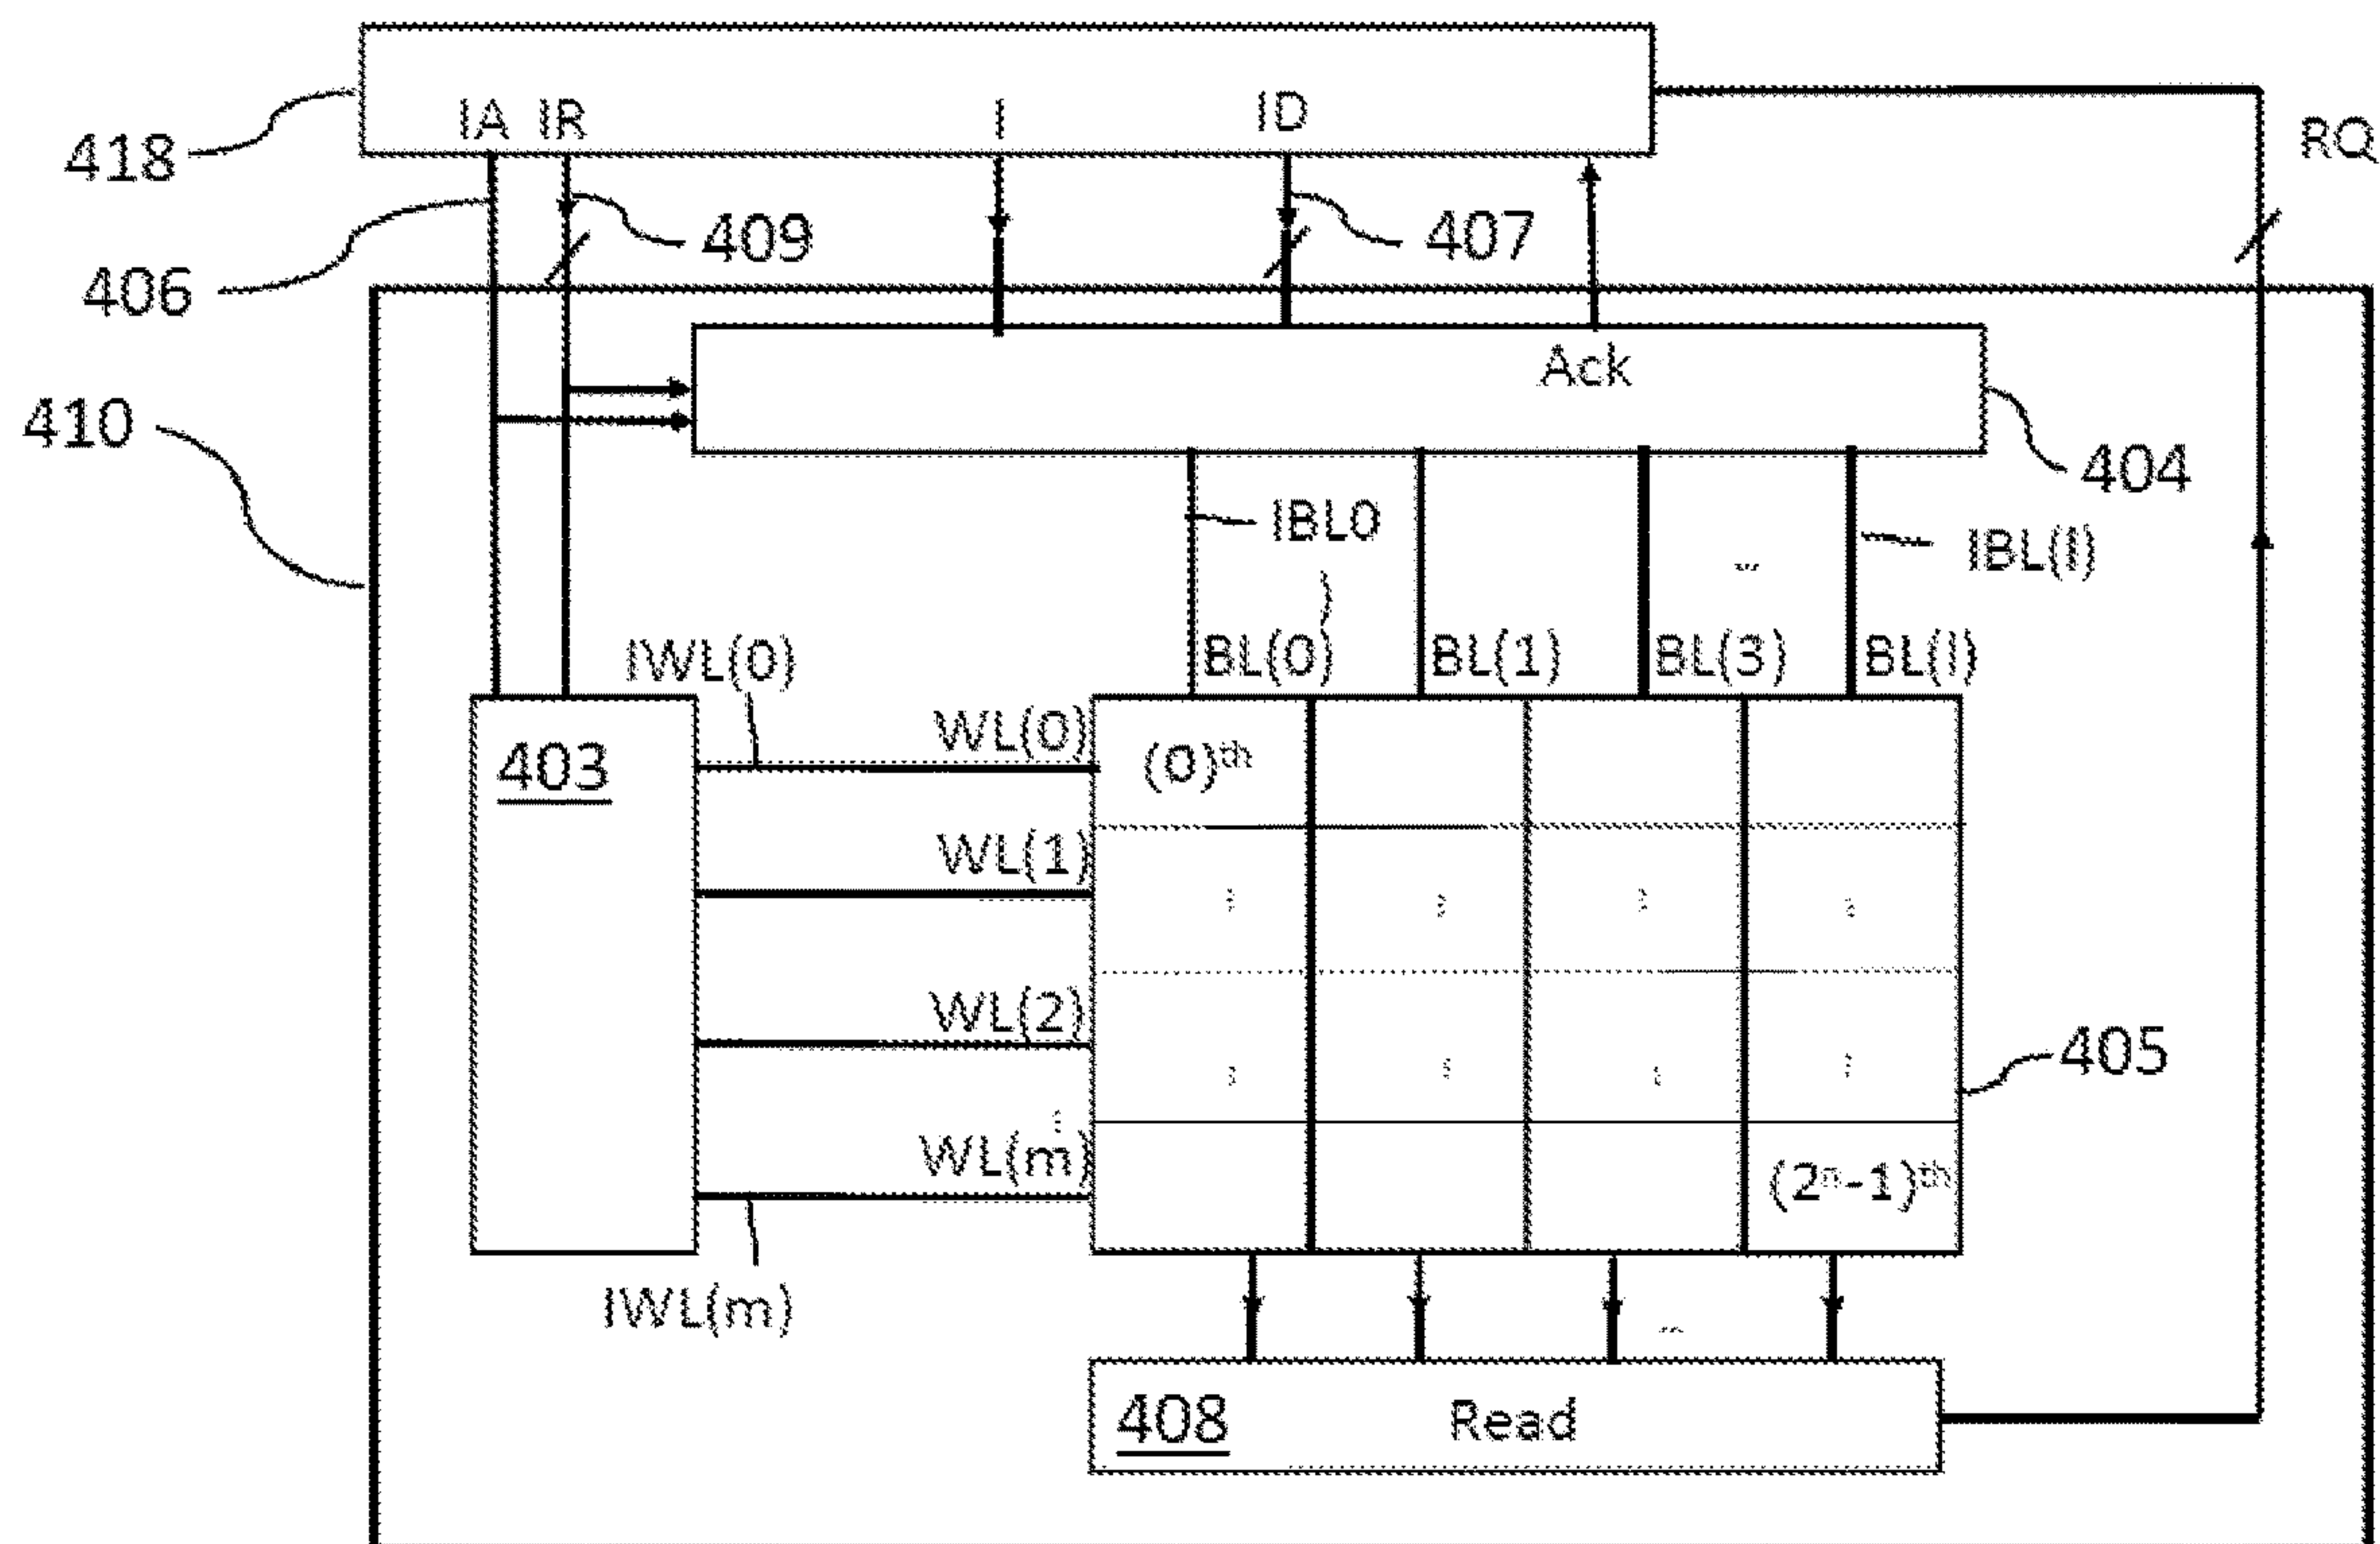 IA IR I ID
RQ
418
409
407
406
Ack
410
404
IBL0
IBL(l)
BL(0) BL(1) BL(3) BL(l)
IWL(0)
WL(0)
403
(0)th
WL(1)
WL(2)
405
WL(m)
(2n-1)th
IWL(m)
408 Read